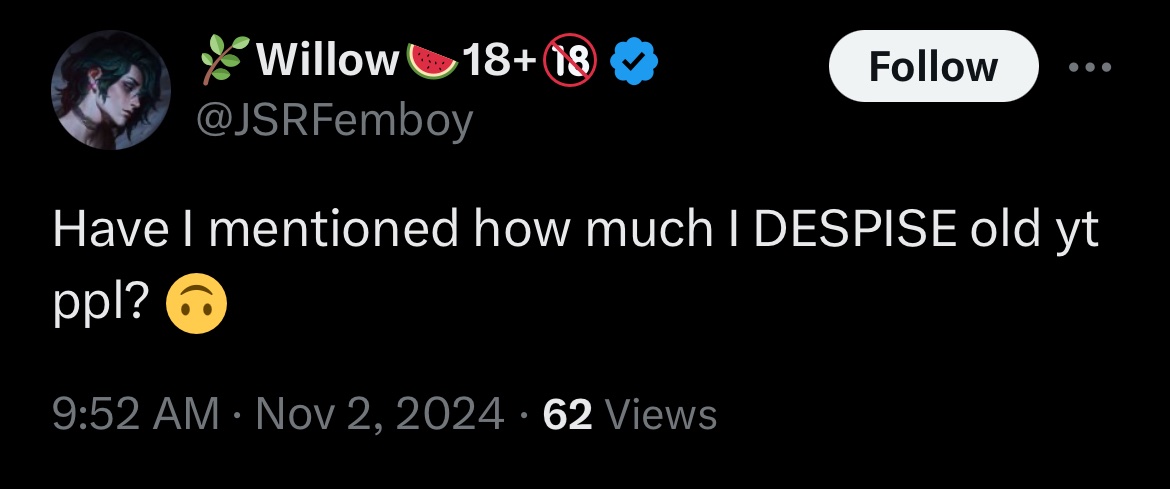 🌿Willow🍉18+🔞
Follow
@JSRFemboy
Have I mentioned how much I DESPISE old yt
ppl? 🙃
9:52 AM · Nov 2, 2024 · 62 Views